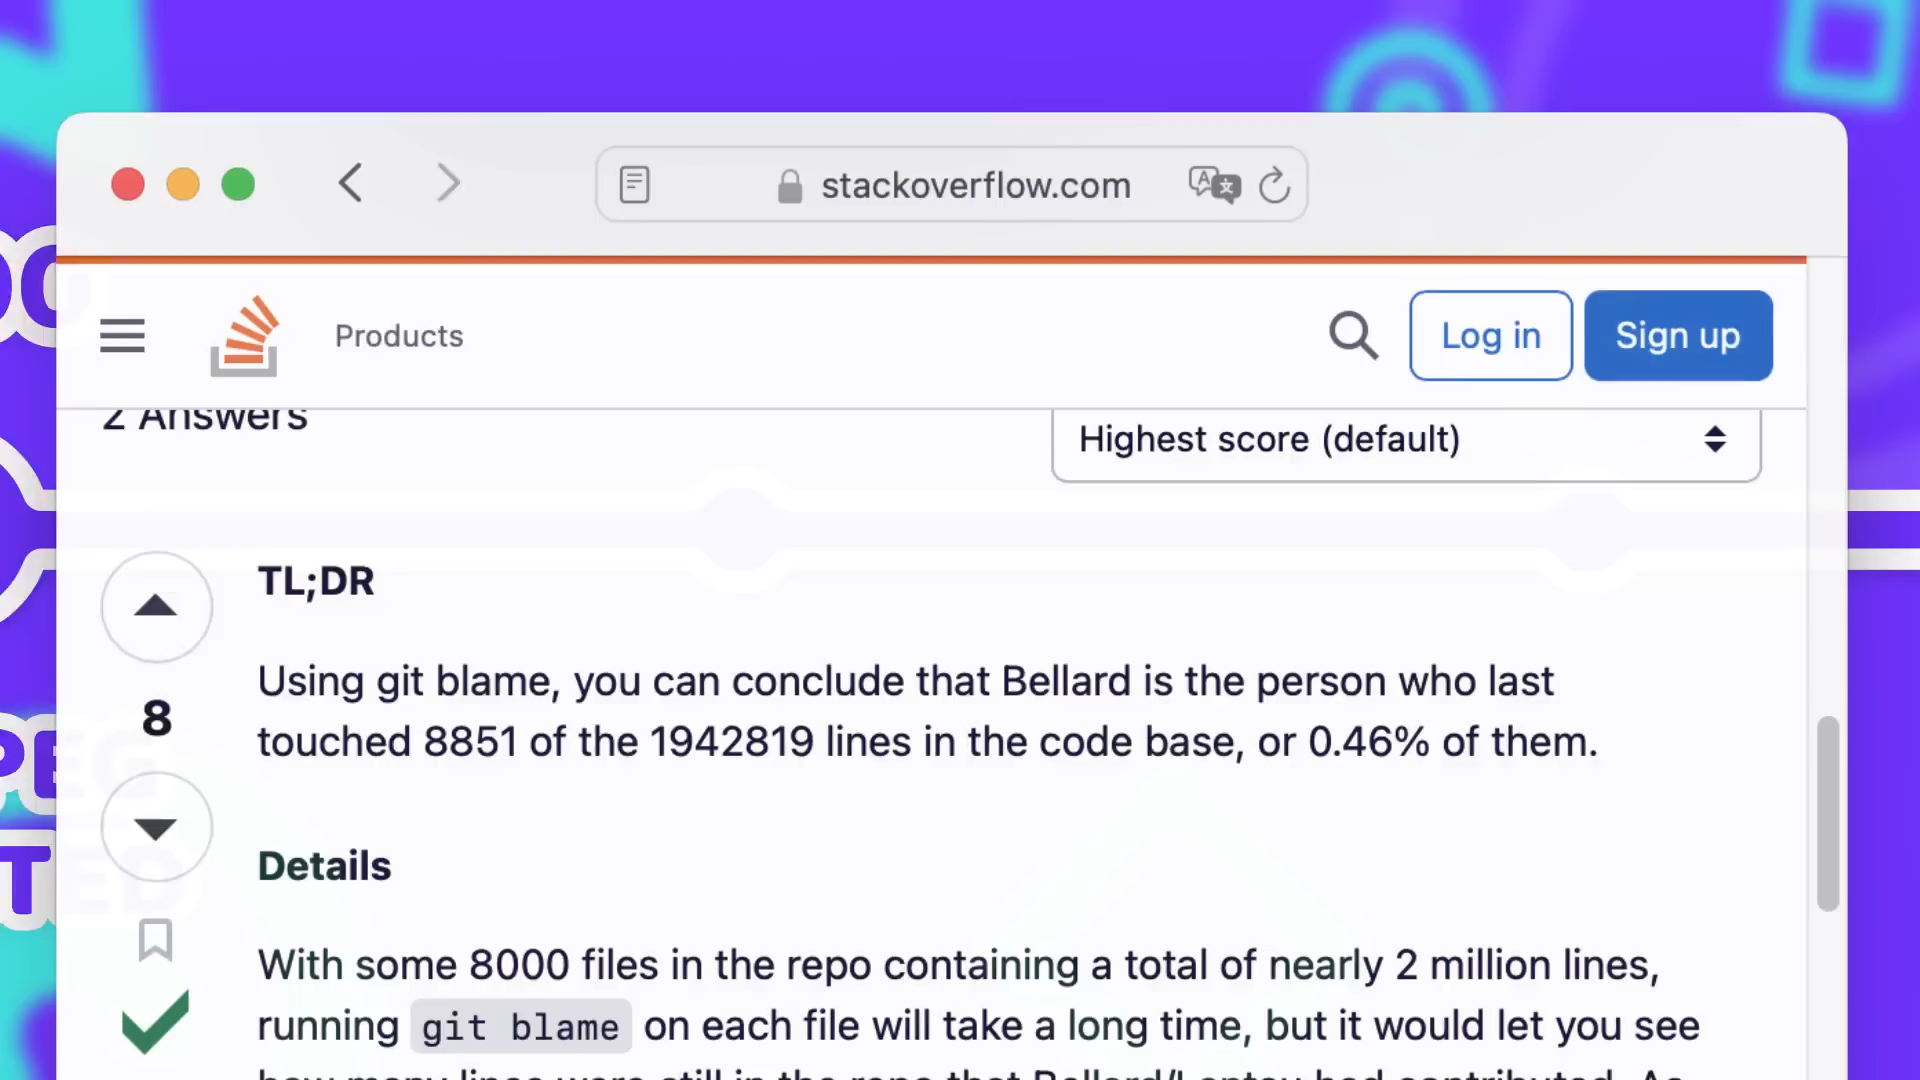 stackoverflow.com
Products
Log in
Sign up
2 Answers
Highest score (default)
TL;DR
Using git blame, you can conclude that Bellard is the person who last
touched 8851 of the 1942819 lines in the code base, or 0.46% of them.
8
Details
With some 8000 files in the repo containing a total of nearly 2 million lines,
running git blame on each file will take a long time, but it would let you see